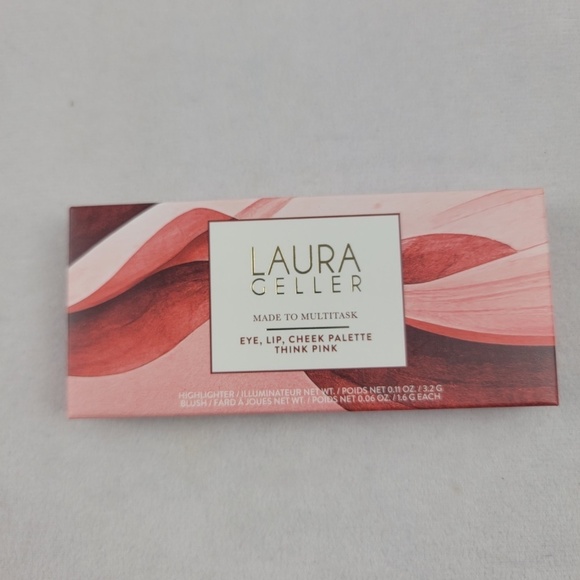 LAURA
GELLER
MADE TO MULTITASK
EYE, LIP, CHEEK PALETTE
THINK PINK
HIGHLIGHTER / ILLUMINATEUR NET WT. / POIDS NET 0.11 OZ. / 3.2 G
BLUSH / FARD À JOUES NET WT. / POIDS NET 0.06 OZ. / 1.6 G EACH